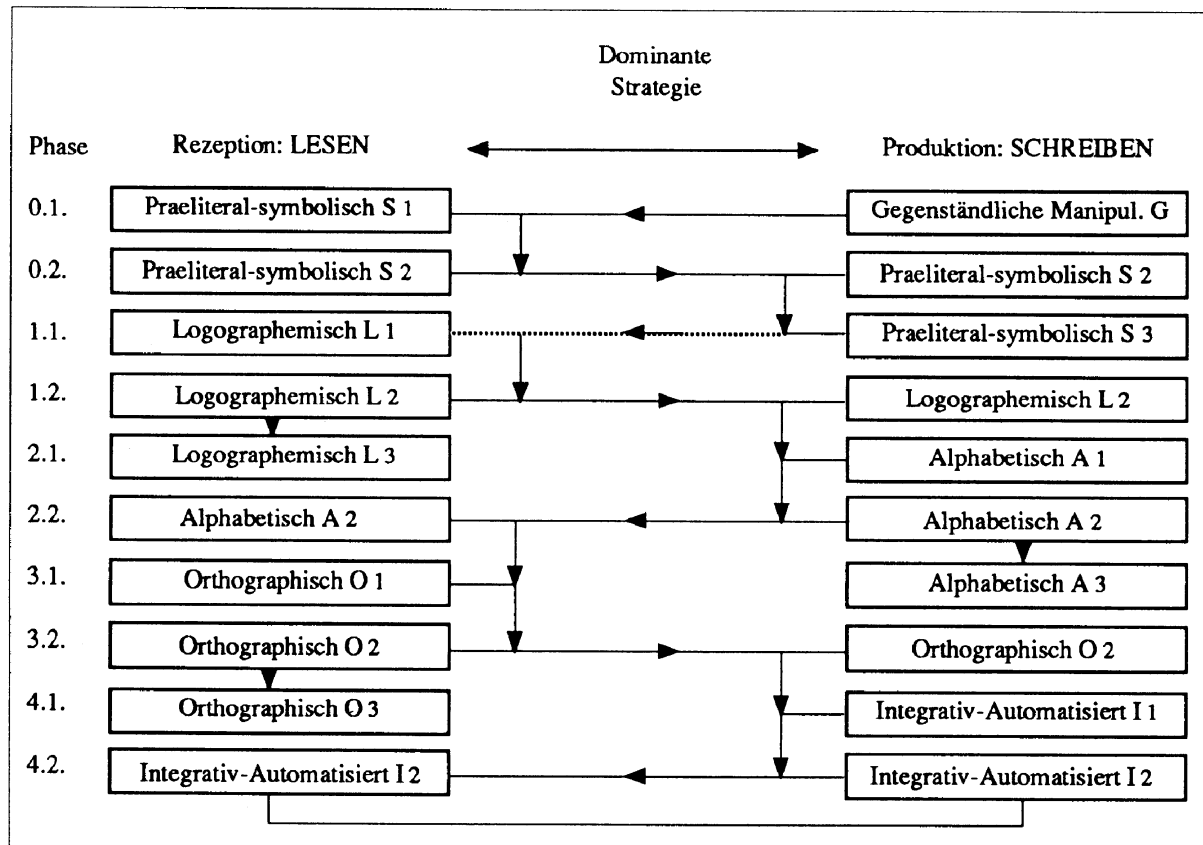 Dominante
Strategie
Phase Rezeption: LESEN Produktion: SCHREIBEN
0.1. Praeliteral-symbolisch S 1 Gegenständliche Manipul. G
0.2. Praeliteral-symbolisch S 2 Praeliteral-symbolisch S 2
1.1. Logographemisch L 1 Praeliteral-symbolisch S 3
1.2. Logographemisch L 2 Logographemisch L 2
2.1. Logographemisch L 3 Alphabetisch A 1
2.2. Alphabetisch A 2 Alphabetisch A 2
3.1. Orthographisch O 1 Alphabetisch A 3
3.2. Orthographisch O 2 Orthographisch O 2
4.1. Orthographisch O 3 Integrativ-Automatisiert I 1
4.2. Integrativ-Automatisiert I 2 Integrativ-Automatisiert I 2